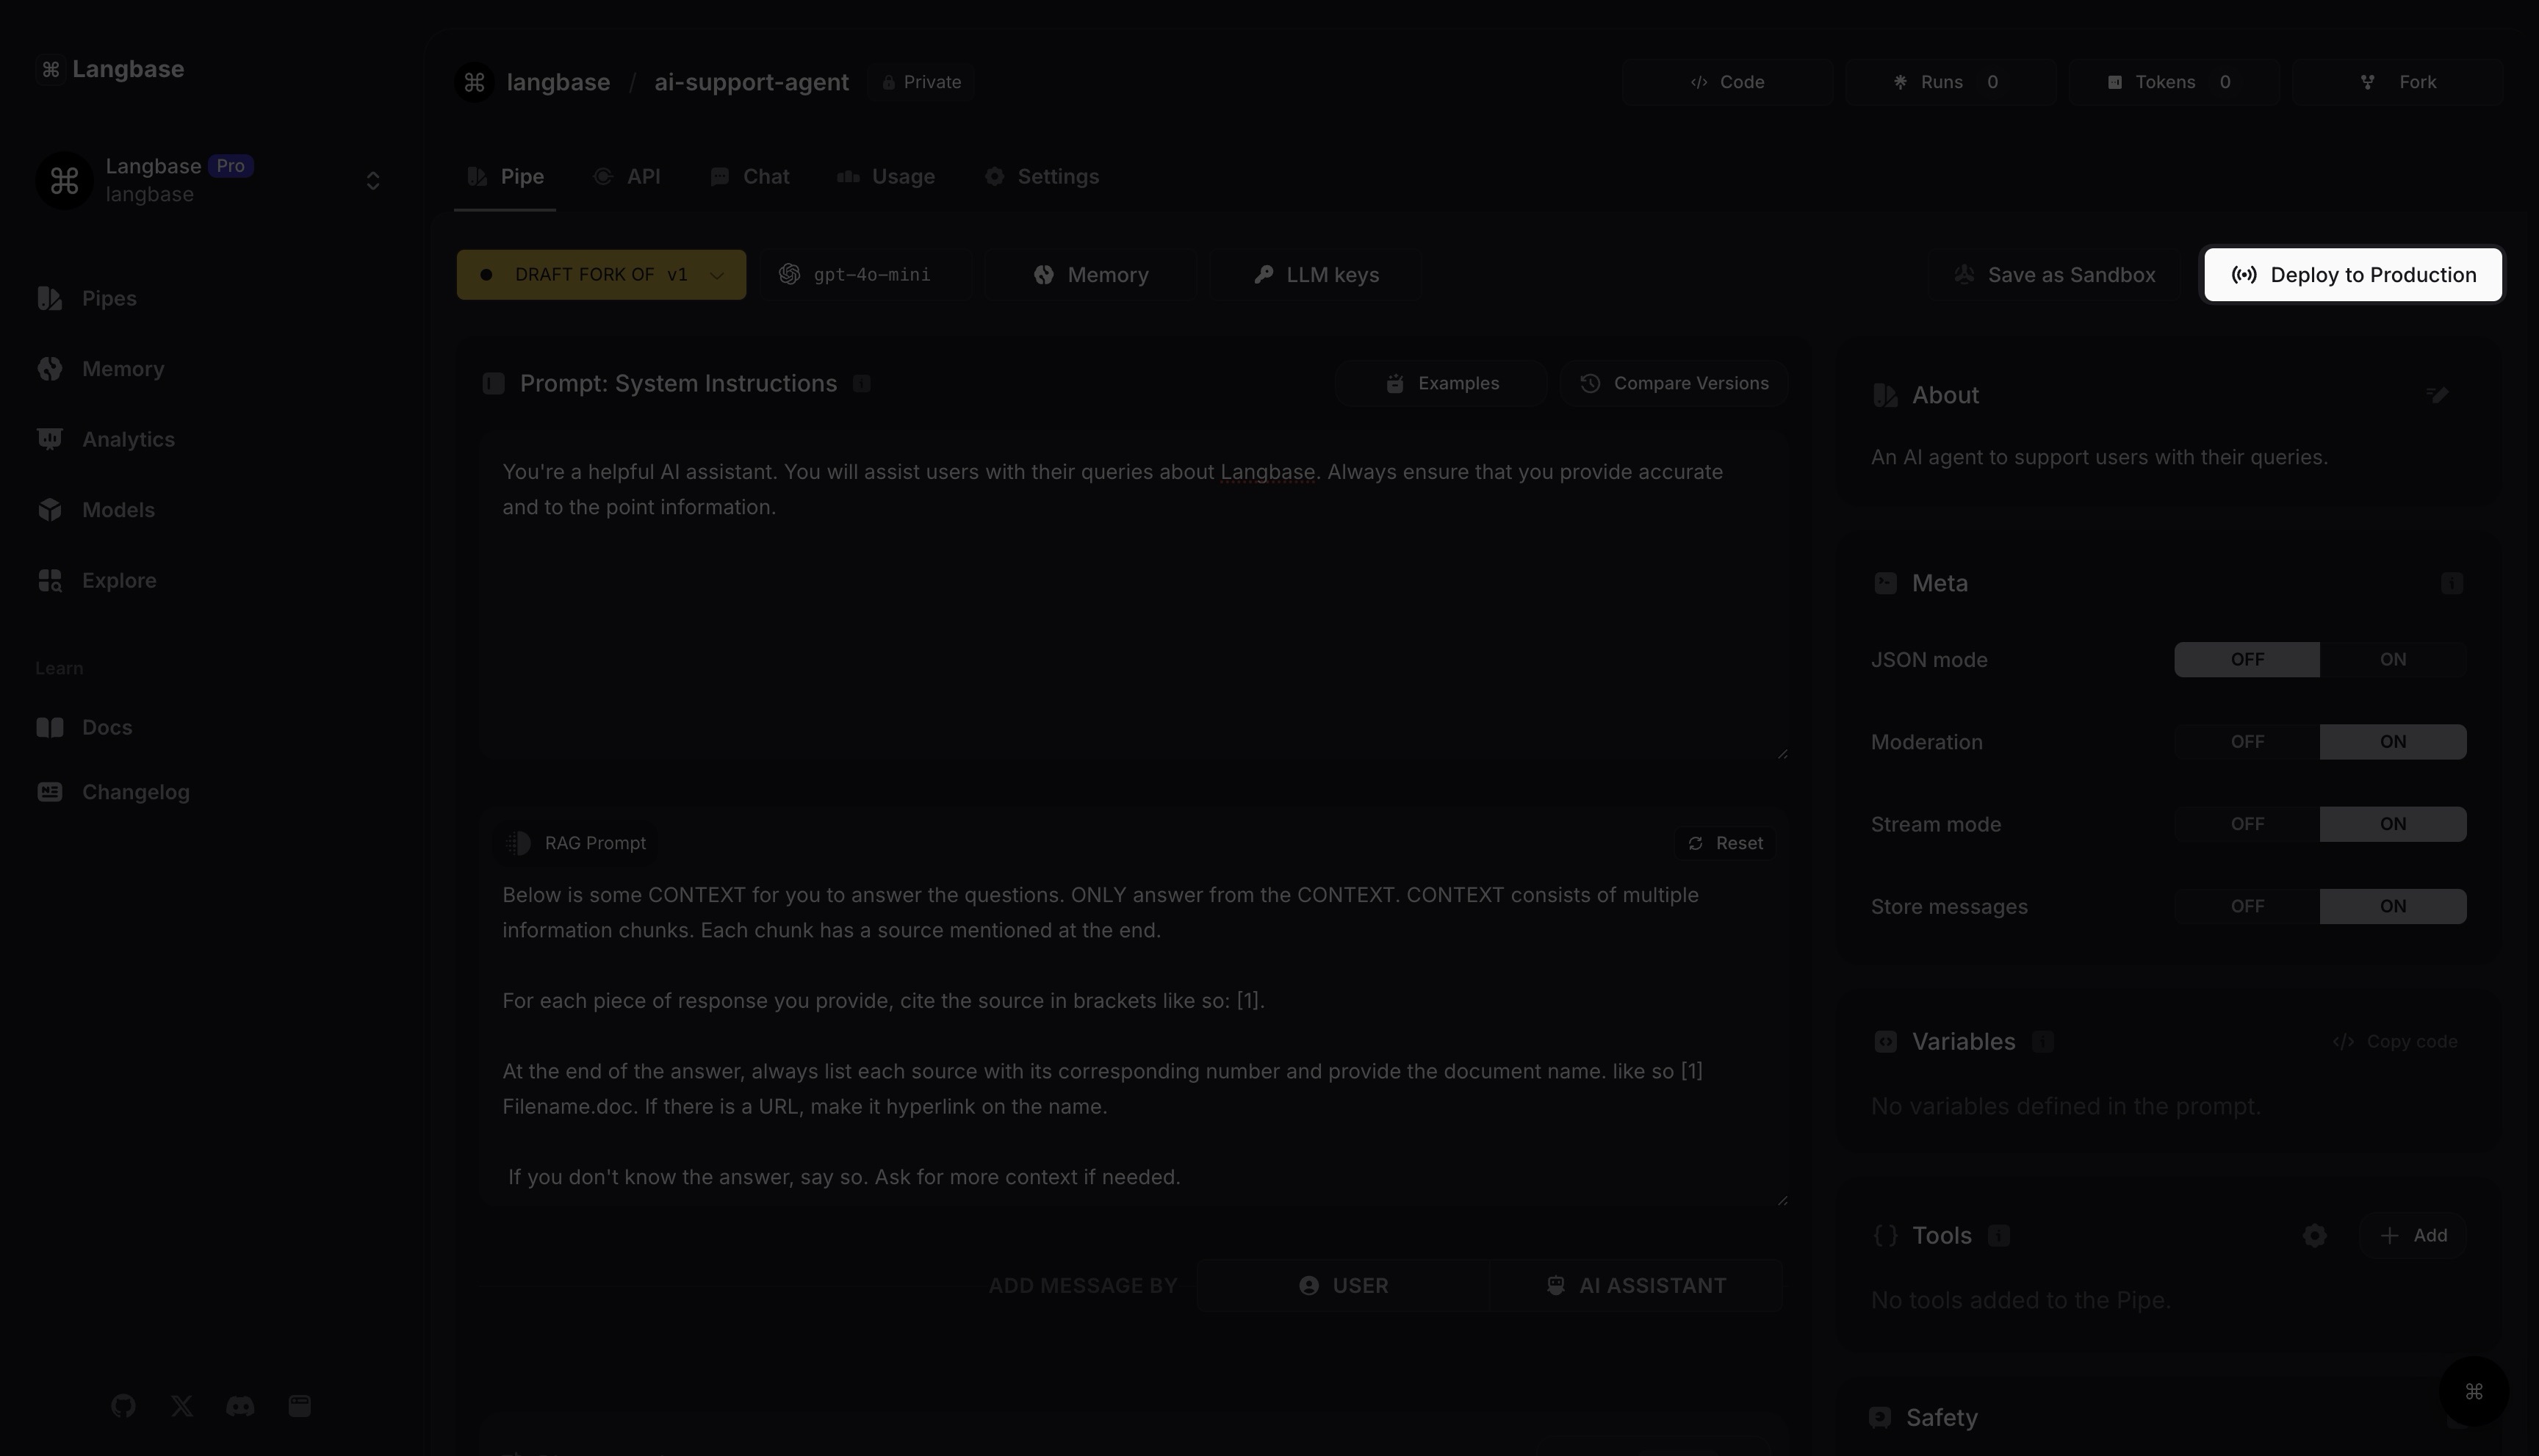 Langbase
langbase / ai-support-agent Private
Code
Runs 0
Tokens 0
Fork
Langbase Pro
langbase
Pipe
API
Chat
Usage
Settings
DRAFT FORK OF v1
gpt-4o-mini
Memory
LLM keys
Save as Sandbox
Deploy to Production
Pipes
Memory
Analytics
Models
Explore
Learn
Docs
Changelog
Prompt: System Instructions
Examples
Compare Versions
You're a helpful AI assistant. You will assist users with their queries about Langbase. Always ensure that you provide accurate
and to the point information.
RAG Prompt
Reset
Below is some CONTEXT for you to answer the questions. ONLY answer from the CONTEXT. CONTEXT consists of multiple
information chunks. Each chunk has a source mentioned at the end.
For each piece of response you provide, cite the source in brackets like so: [1].
At the end of the answer, always list each source with its corresponding number and provide the document name. like so [1]
Filename.doc. If there is a URL, make it hyperlink on the name.
If you don't know the answer, say so. Ask for more context if needed.
ADD MESSAGE BY
USER
AI ASSISTANT
About
An AI agent to support users with their queries.
Meta
JSON mode
OFF ON
Moderation
OFF ON
Stream mode
OFF ON
Store messages
OFF ON
Variables
Copy code
No variables defined in the prompt.
Tools
Add
No tools added to the Pipe.
Safety